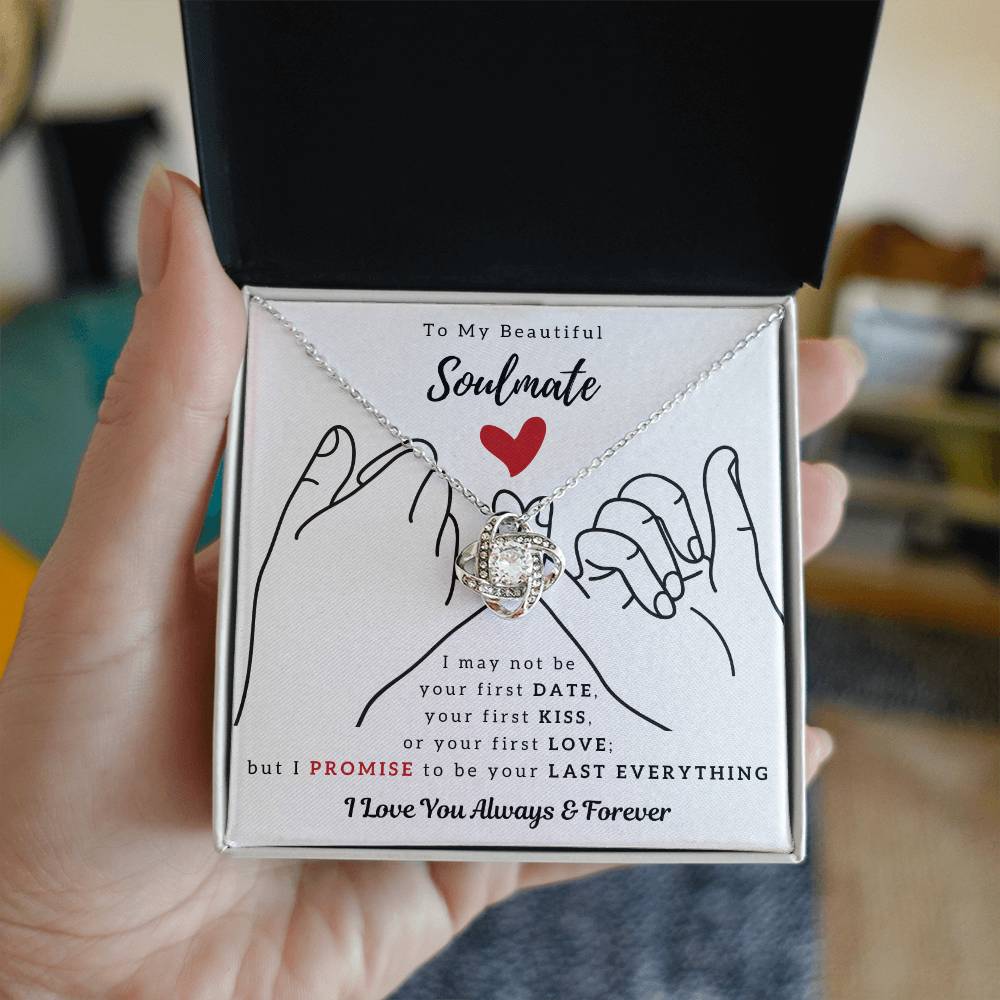 To My Beautiful
Soulmate
I may not be
your first DATE,
your first KISS,
or your first LOVE;
but I PROMISE to be your LAST EVERYTHING
I Love You Always & Forever